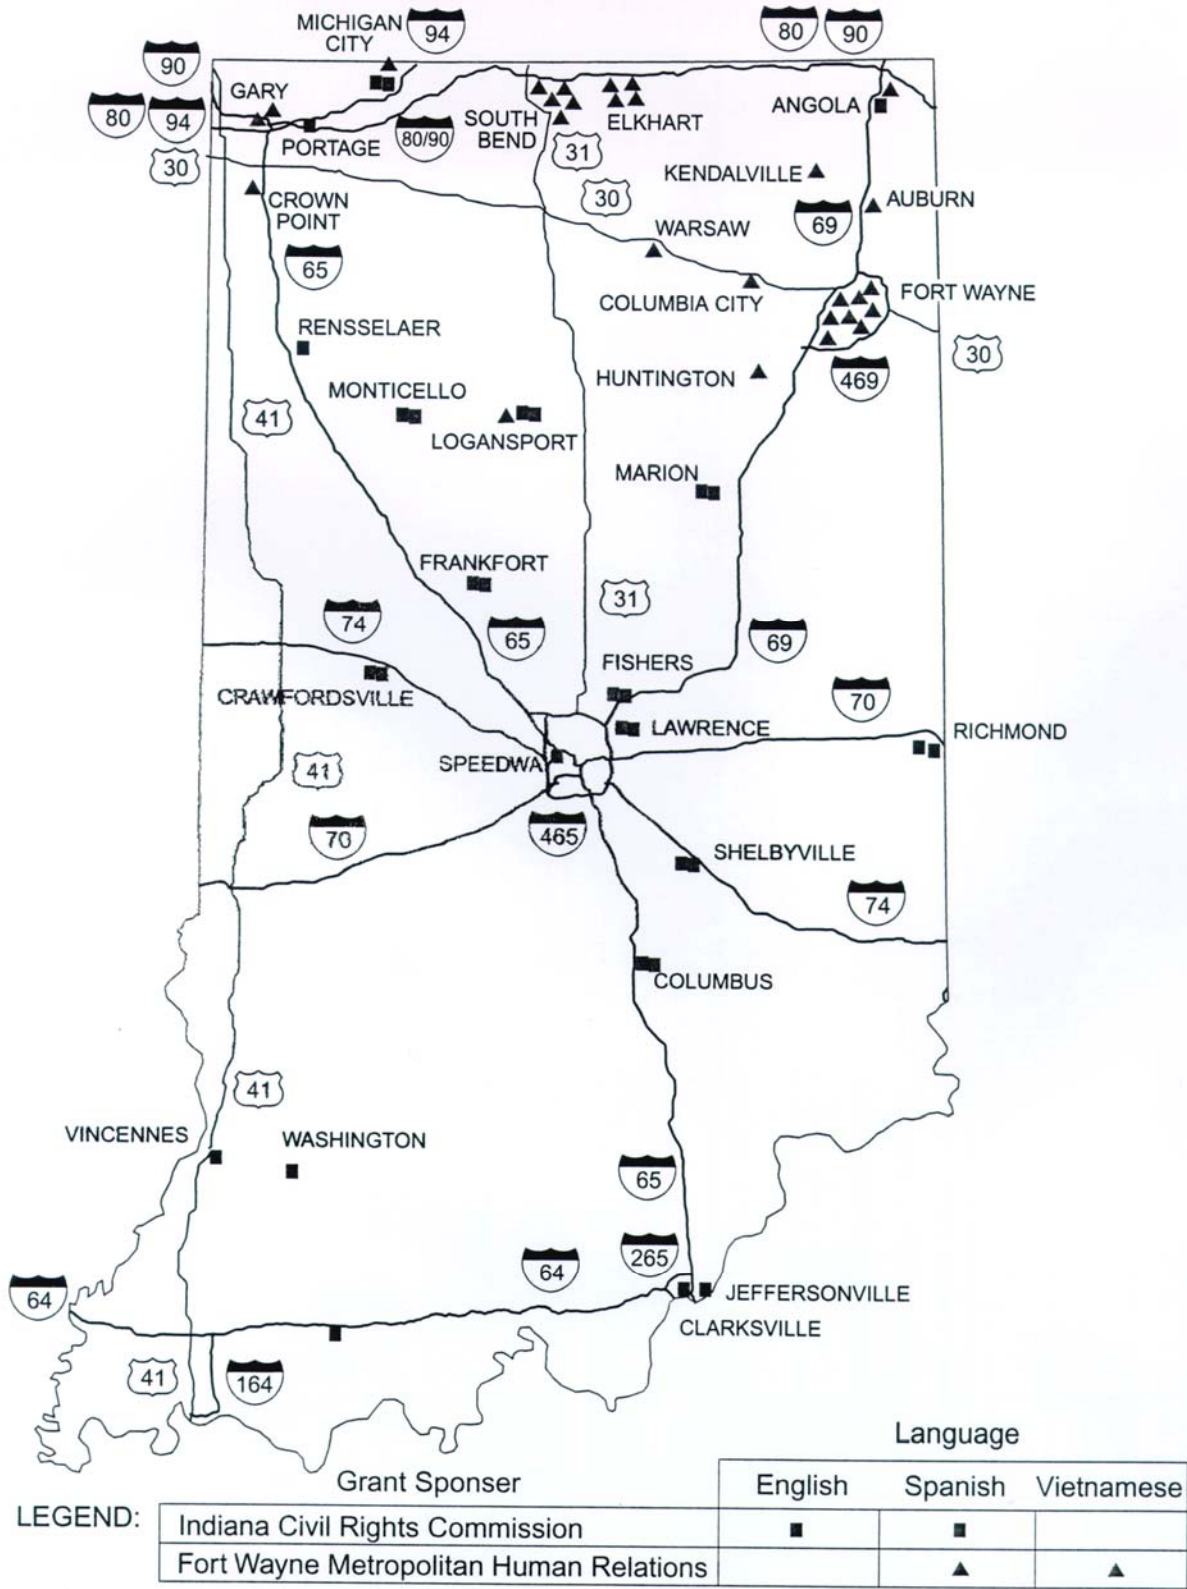 MICHIGAN
CITY
94
80
90
90
GARY
80
94
PORTAGE
80/90
SOUTH
BEND
ELKHART
31
ANGOLA
30
CROWN
POINT
30
KENDALVILLE
AUBURN
69
WARSAW
65
COLUMBIA CITY
FORT WAYNE
RENSSELAER
30
HUNTINGTON
469
MONTICELLO
41
LOGANSPORT
MARION
FRANKFORT
31
74
65
69
FISHERS
CRAWFORDSVILLE
70
LAWRENCE
RICHMOND
SPEEDWA
41
70
465
SHELBYVILLE
74
COLUMBUS
41
VINCENNES
WASHINGTON
65
265
64
64
JEFFERSONVILLE
CLARKSVILLE
41
164
Language
Grant Sponser
English Spanish Vietnamese
LEGEND:
Indiana Civil Rights Commission
Fort Wayne Metropolitan Human Relations